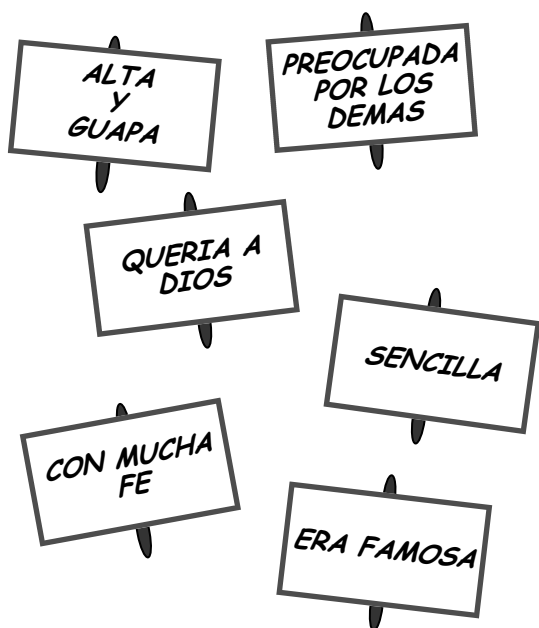 ALTA
Y
GUAPA
PREOCUPADA
POR LOS
DEMAS
QUERIA A
DIOS
SENCILLA
CON MUCHA
FE
ERA FAMOSA